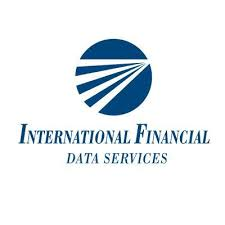 INTERNATIONAL FINANCIAL
DATA SERVICES